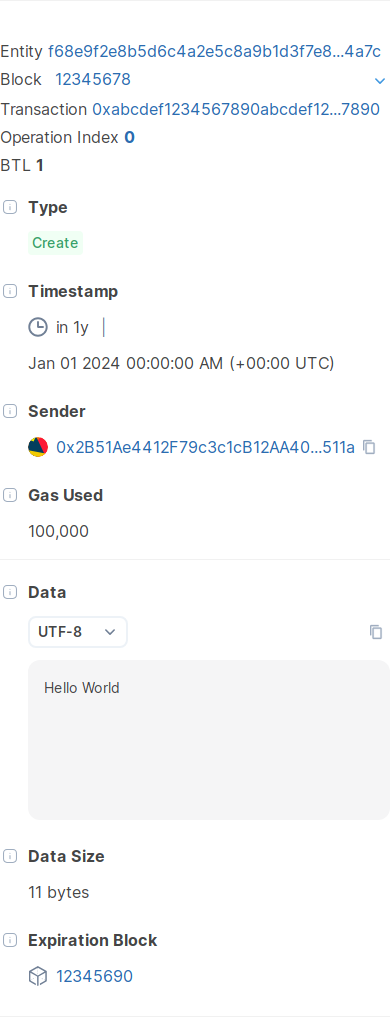 Entity f68e9f2e8b5d6c4a2e5c8a9b1d3f7e8...4a7c
Block 12345678
Transaction 0xabcdef1234567890abcdef12...7890
Operation Index 0
BTL 1
Type
Create
Timestamp
in 1y
Jan 01 2024 00:00:00 AM (+00:00 UTC)
Sender
0x2B51Ae4412F79c3c1cB12AA40...511a
Gas Used
100,000
Data
UTF-8
Hello World
Data Size
11 bytes
Expiration Block
12345690